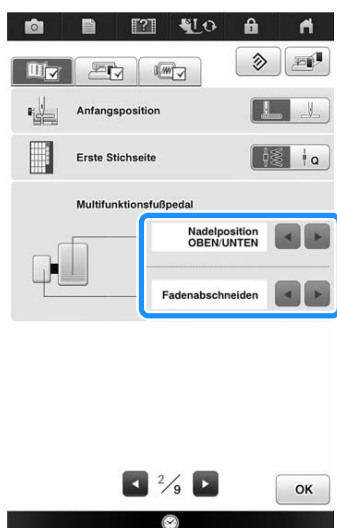 Anfangsposition
Erste Stichseite
Q
Multifunktionsfußpedal
Nadelposition
OBEN/UNTEN
Fadenabschneiden
2/9
OK